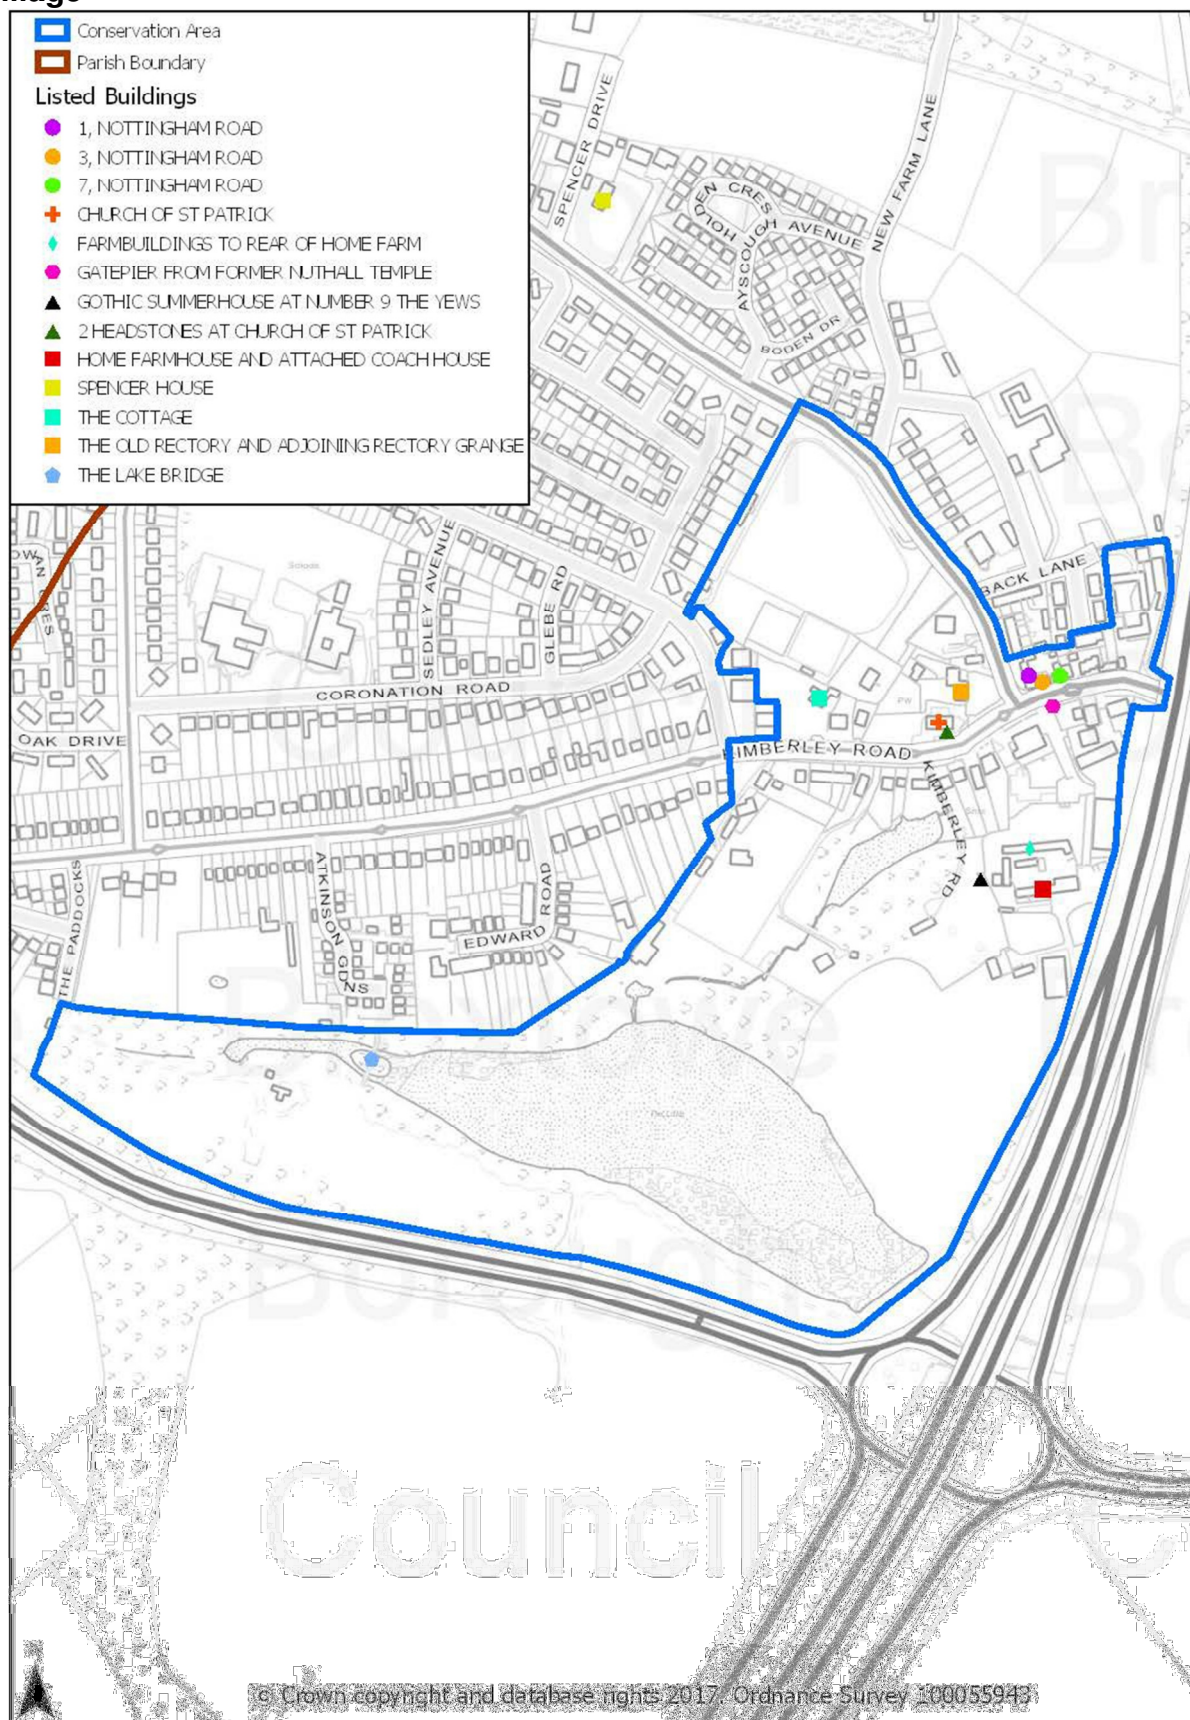 Conservation Area
Parish Boundary
Listed Buildings
1, NOTTINGHAM ROAD
3, NOTTINGHAM ROAD
7, NOTTINGHAM ROAD
CHURCH OF ST PATRICK
FARMBUILDINGS TO REAR OF HOME FARM
GATEPIER FROM FORMER NUTHALL TEMPLE
GOTHIC SUMMERHOUSE AT NUMBER 9 THE YEWS
2 HEADSTONES AT CHURCH OF ST PATRICK
HOME FARMHOUSE AND ATTACHED COACH HOUSE
SPENCER HOUSE
THE COTTAGE
THE OLD RECTORY AND ADJOINING RECTORY GRANGE
THE LAKE BRIDGE
SPENCER DRIVE
NEW FARM LANE
HOLDEN CRES
AYSCOUGH AVENUE
BODEN DR
BACK LANE
SEDLEY AVENUE
GLEBE RD
Schools
CORONATION ROAD
OAK DRIVE
PW
KIMBERLEY ROAD
KIMBERLEY RD
THE PADDOCKS
ATKINSON GDNS
EDWARD ROAD
Borough
Council
© Crown copyright and database rights 2017. Ordnance Survey 100055943